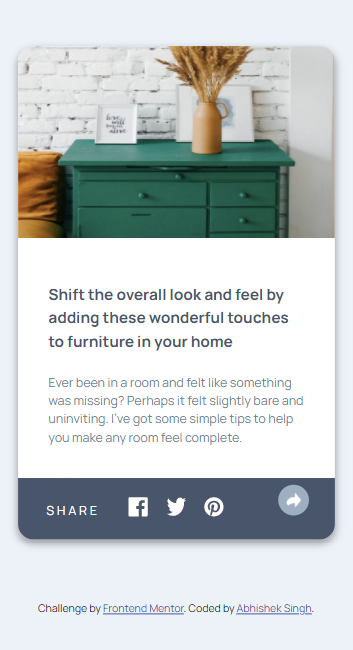 love
Shift the overall look and feel by
adding these wonderful touches
to furniture in your home
Ever been in a room and felt like something
was missing? Perhaps it felt slightly bare and
uninviting. I've got some simple tips to help
you make any room feel complete.
SHARE
Challenge by Frontend Mentor. Coded by Abhishek Singh.